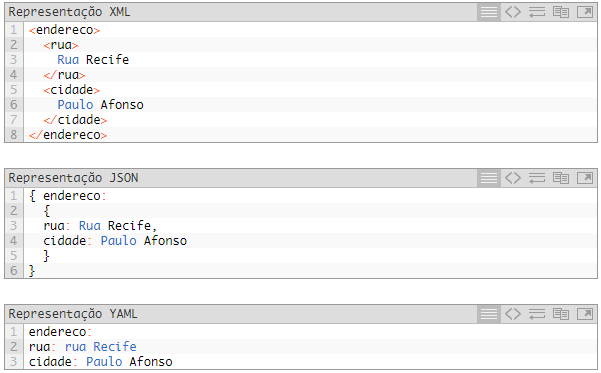 Representação XML
1 <endereco>
2   <rua>
3     Rua Recife
4   </rua>
5   <cidade>
6     Paulo Afonso
7   </cidade>
8 </endereco>
Representação JSON
1 { endereco:
2   {
3   rua: Rua Recife,
4   cidade: Paulo Afonso
5   }
6 }
Representação YAML
1 endereco:
2 rua: rua Recife
3 cidade: Paulo Afonso